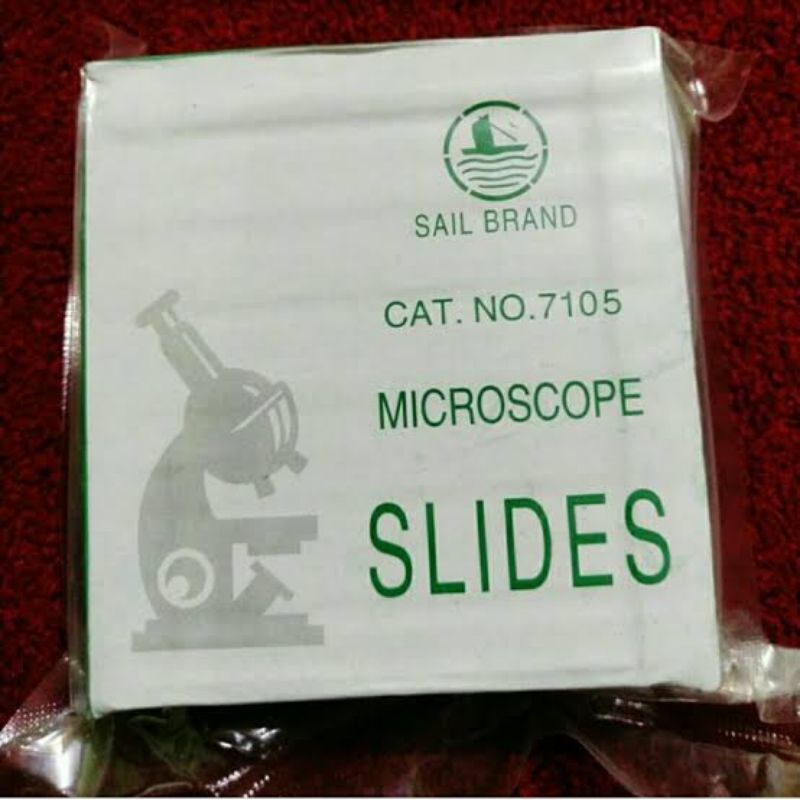 SAIL BRAND
CAT. NO.7105
MICROSCOPE
SLIDES